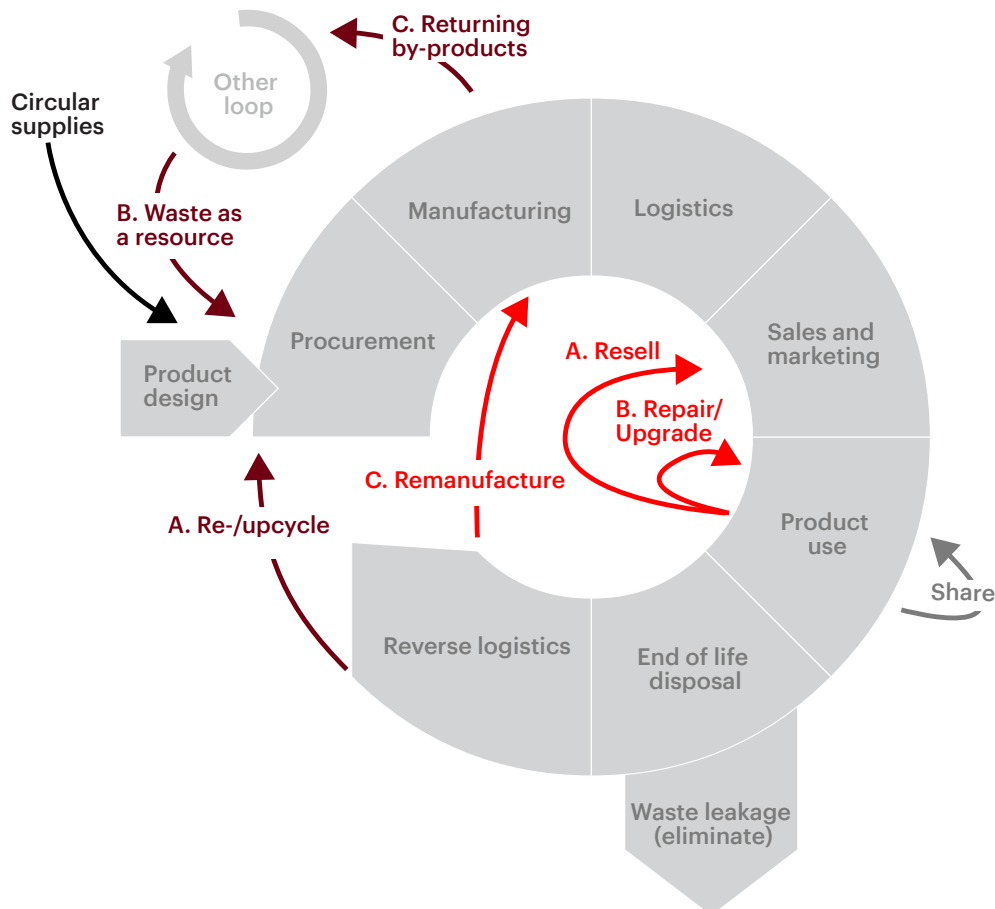 C. Returning
by-products
Other
loop
Circular
supplies
B. Waste as
a resource
Manufacturing
Logistics
Procurement
Sales and
marketing
Product
design
A. Resell
B. Repair/
Upgrade
C. Remanufacture
A. Re-/upcycle
Product
use
Share
Reverse logistics
End of life
disposal
Waste leakage
(eliminate)